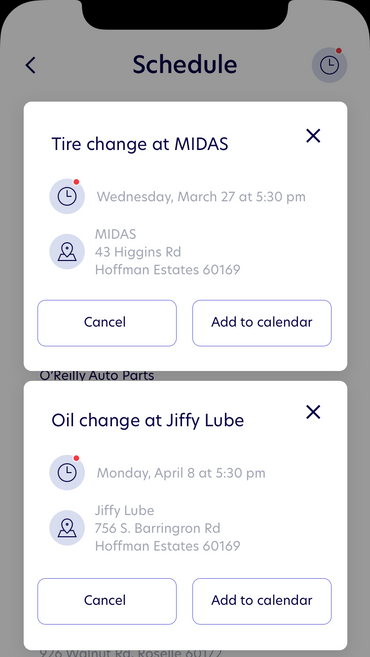 Schedule
Tire change at MIDAS
Wednesday, March 27 at 5:30 pm
MIDAS
43 Higgins Rd
Hoffman Estates 60169
Cancel
Add to calendar
O'Reilly Auto Parts
Oil change at Jiffy Lube
Monday, April 8 at 5:30 pm
Jiffy Lube
756 S. Barringron Rd
Hoffman Estates 60169
Cancel
Add to calendar
926 Walnut Rd, Roselle 60172